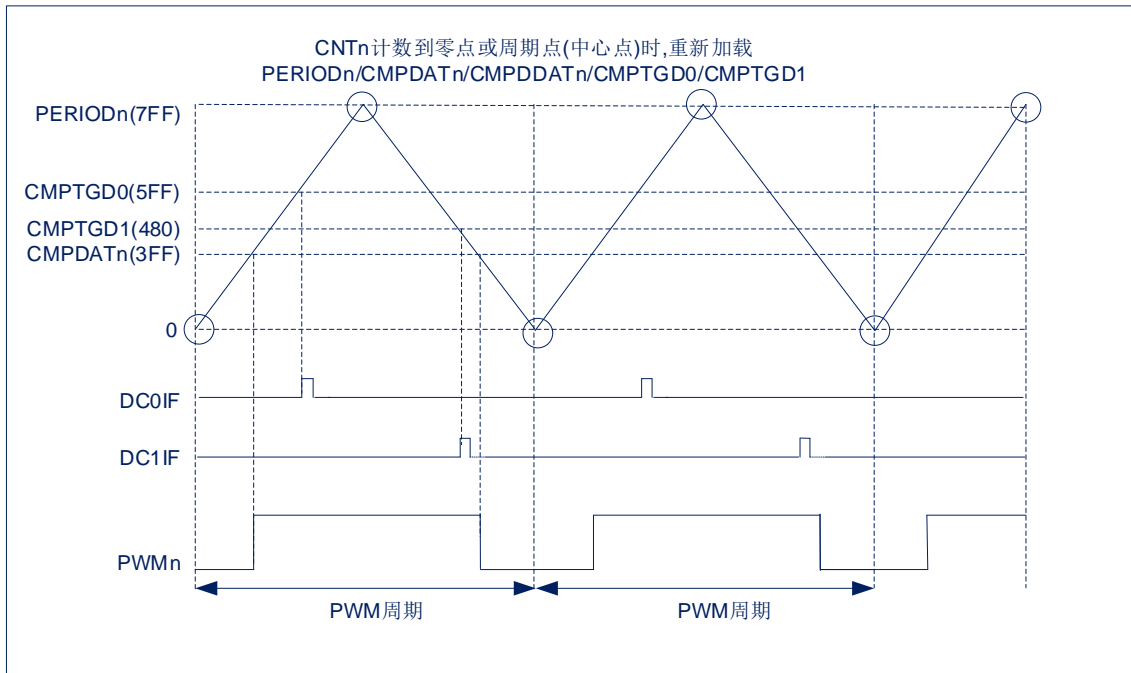 CNTn计数到零点或周期点(中心点)时,重新加载
PERIODn/CMPDATn/CMPDDATn/CMPTGD0/CMPTGD1
PERIODn(7FF)
CMPTGD0(5FF)
CMPTGD1(480)
CMPDATn(3FF)
0
DC0IF
DC1IF
PWMn
PWM周期
PWM周期